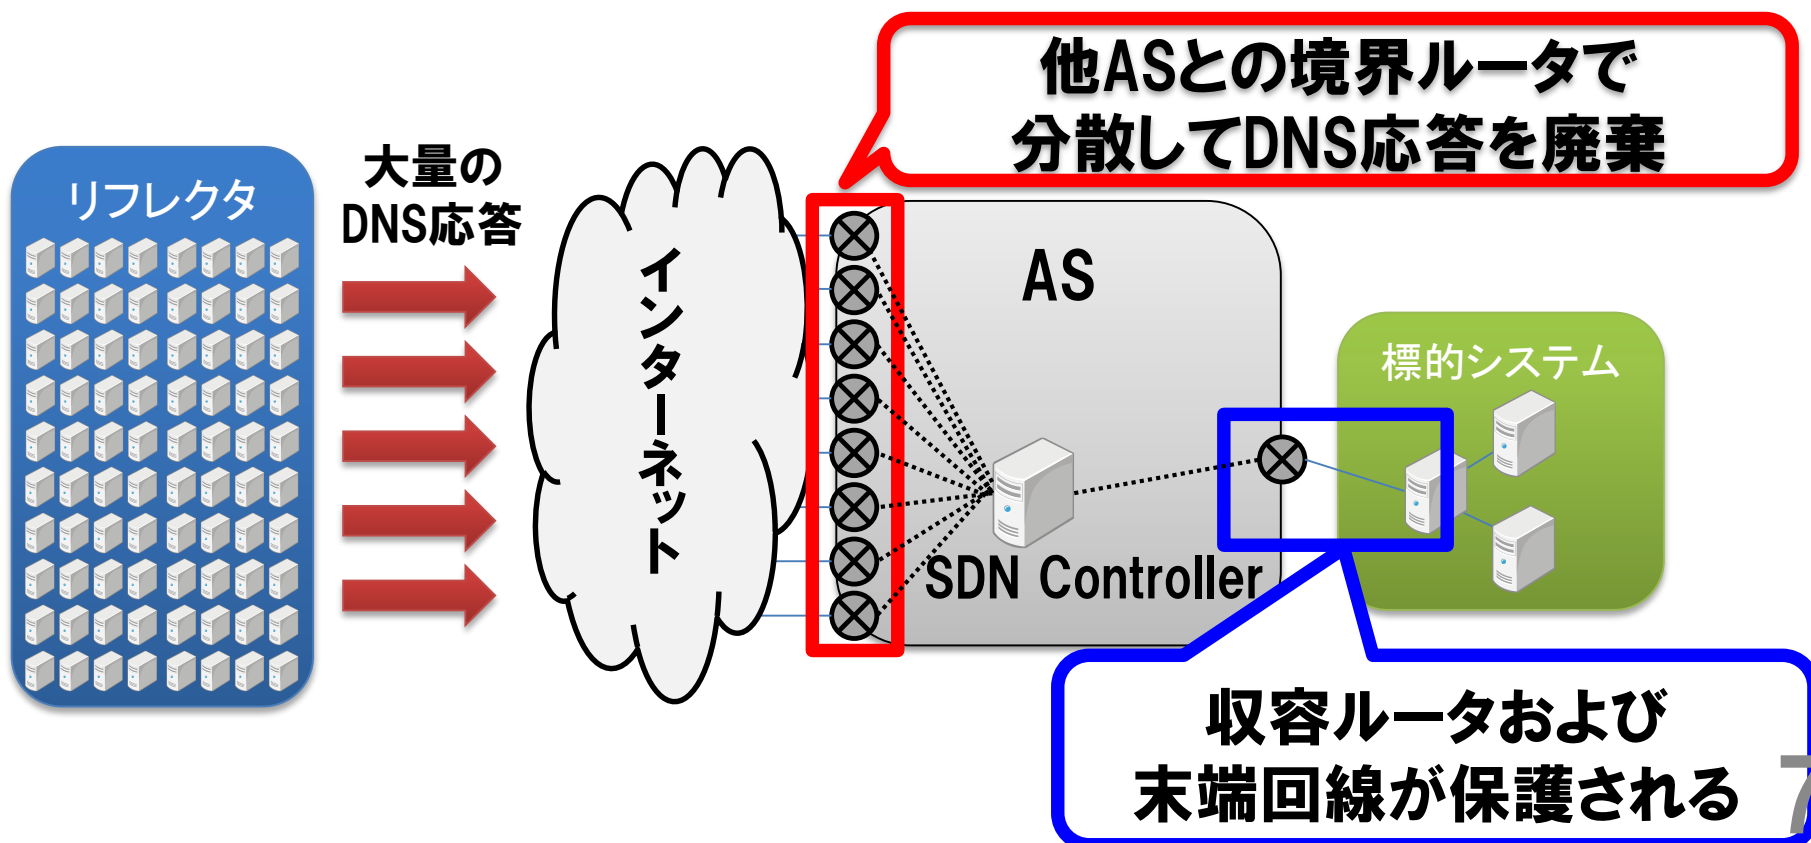 他ASとの境界ルータで
分散してDNS応答を廃棄
リフレクタ
大量の
DNS応答
インターネット
AS
標的システム
SDN Controller
収容ルータおよび
末端回線が保護される
7